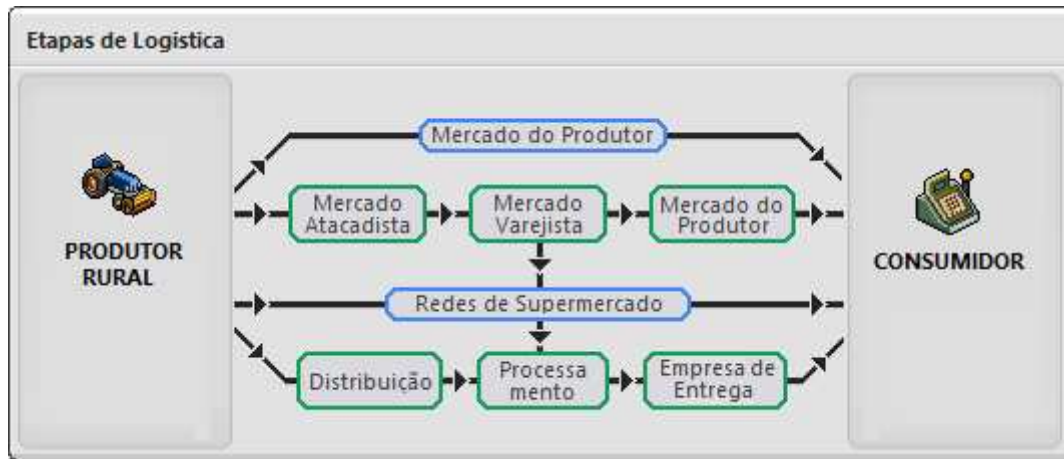 Etapas de Logística
PRODUTOR
RURAL
Mercado do Produtor
Mercado
Atacadista
Mercado
Varejista
Mercado do
Produtor
Redes de Supermercado
Distribuição
Processa
mento
Empresa de
Entrega
CONSUMIDOR